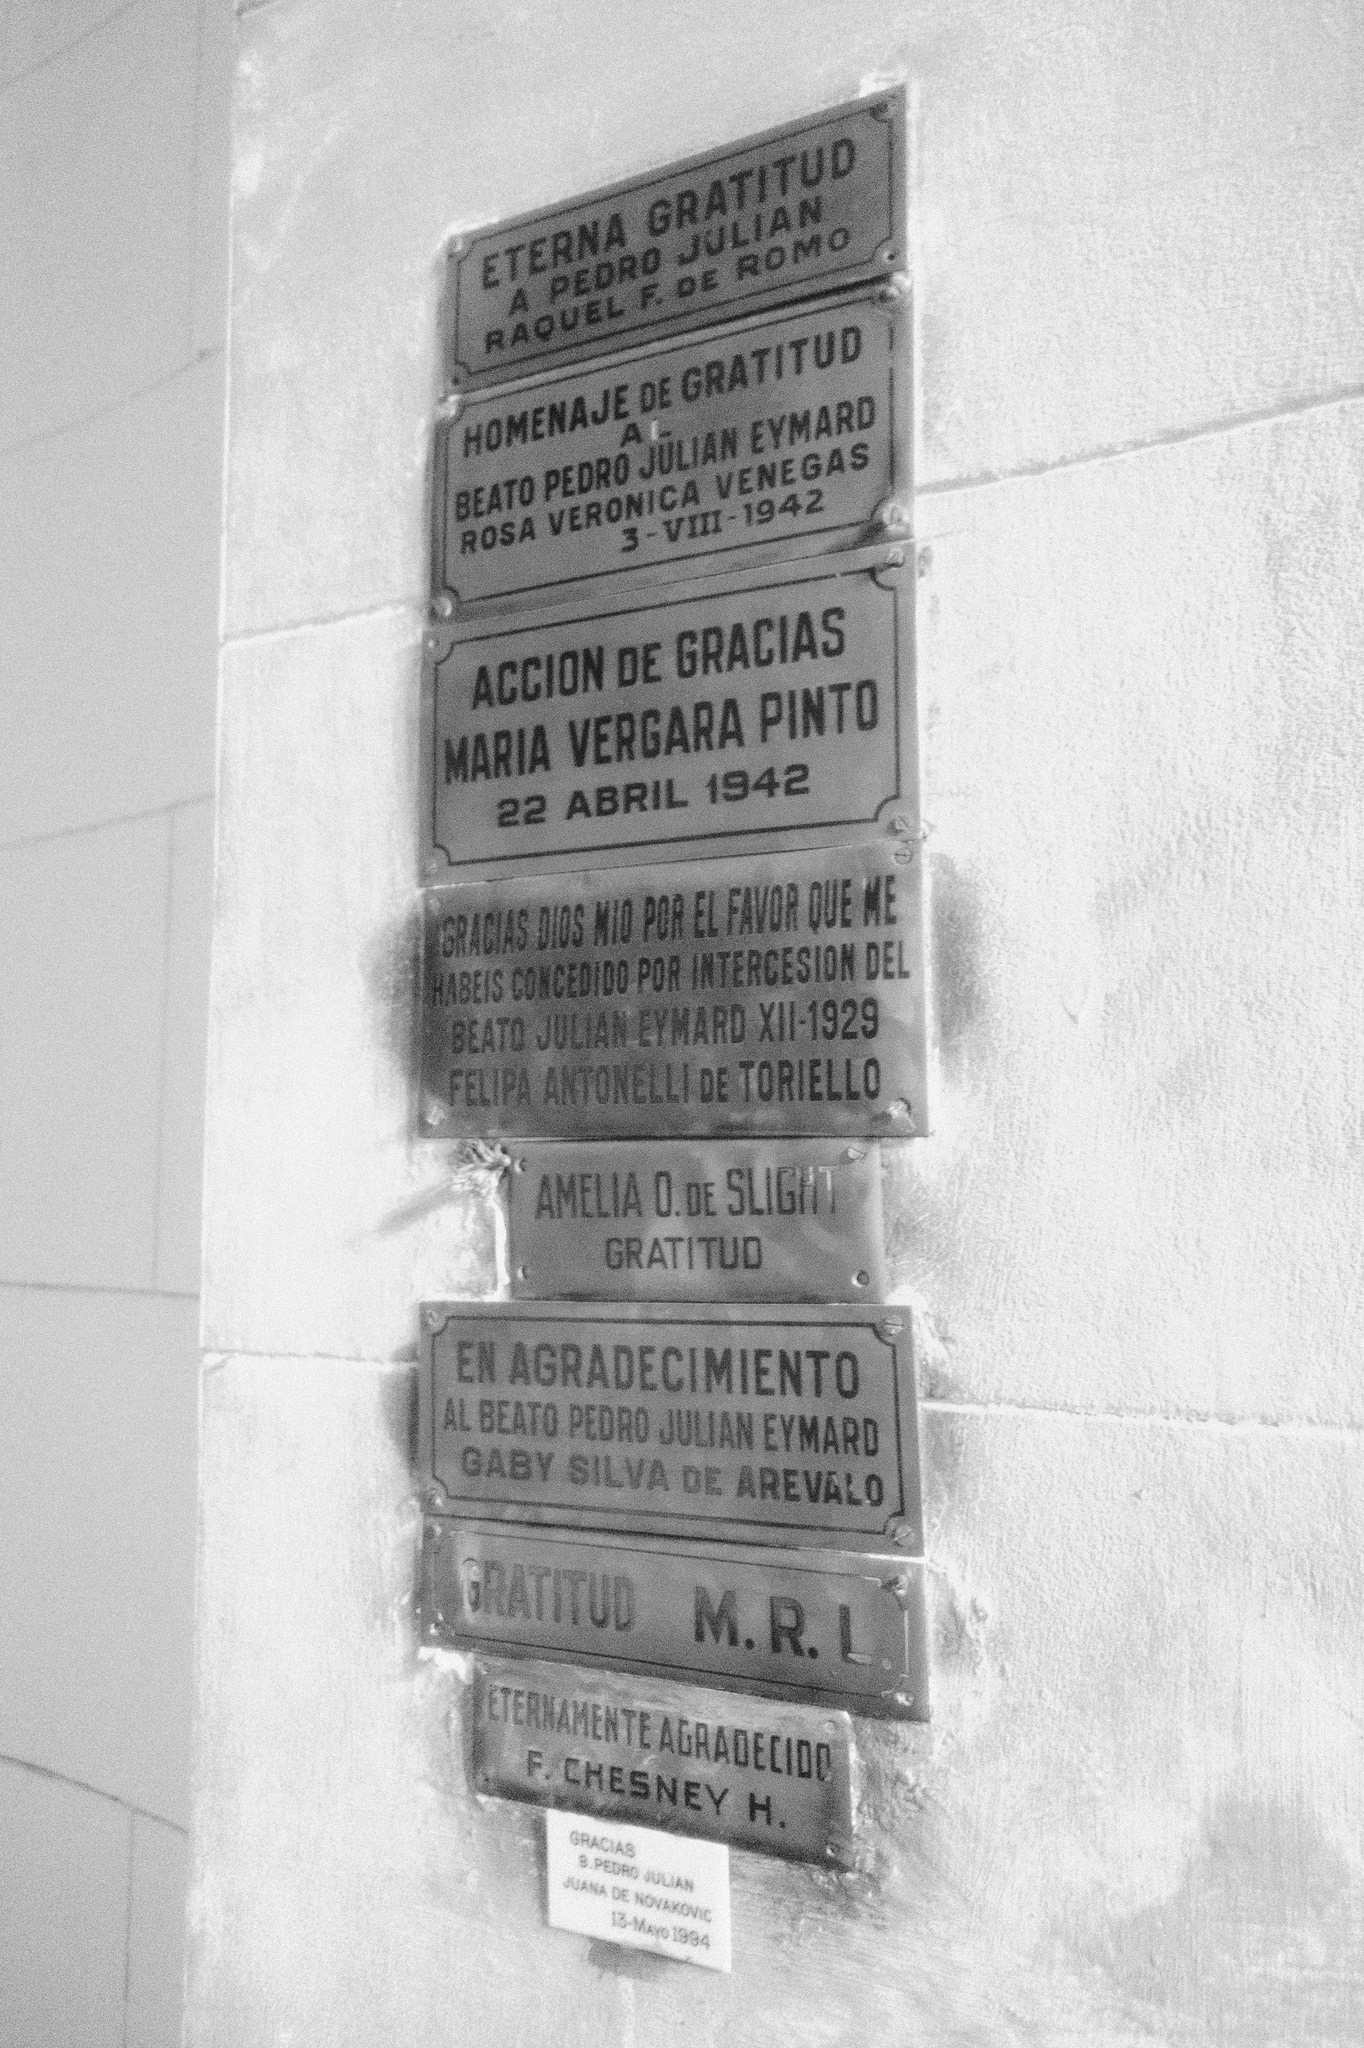 ETERNA GRATITUD
A PEDRO JULIAN
RAQUEL F. DE ROMO
HOMENAJE DE GRATITUD
AL
BEATO PEDRO JULIAN EYMARD
ROSA VERONICA VENEGAS
3-VIII-1942
ACCION DE GRACIAS
MARIA VERGARA PINTO
22 ABRIL 1942
GRACIAS DIOS MIO POR EL FAVOR QUE ME
HABEIS CONCEDIDO POR INTERCESION DEL
BEATO JULIAN EYMARD XII-1929
FELIPA ANTONELLI DE TORIELLO
AMELIA O. DE SLIGHT
GRATITUD
EN AGRADECIMIENTO
AL BEATO PEDRO JULIAN EYMARD
GABY SILVA DE AREVALO
GRATITUD M. R. L
ETERNAMENTE AGRADECIDO
F. CHESNEY H.
GRACIAS
B. PEDRO JULIAN
JUANA DE NOVAKOVIC
13-MAYO 1994